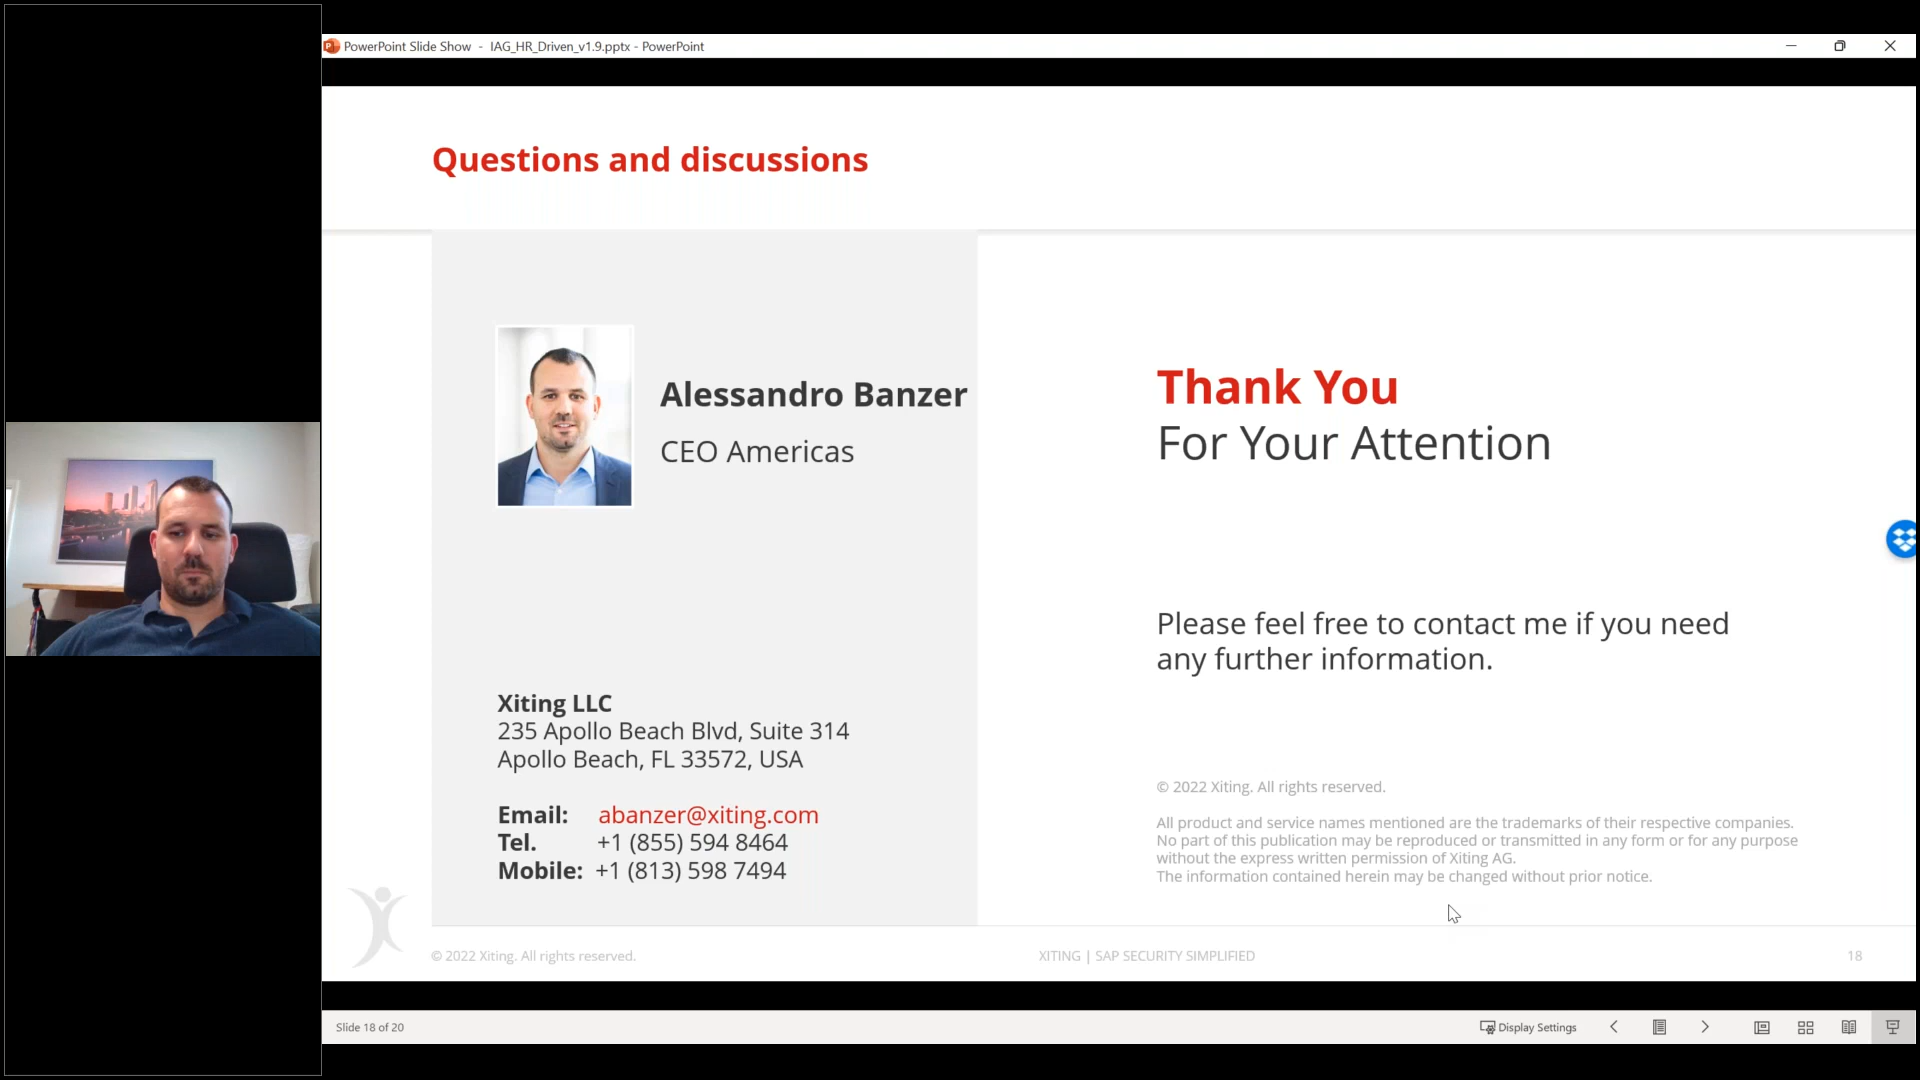 PowerPoint Slide Show - IAG_HR_Driven_v1.9.pptx - PowerPoint
Questions and discussions
Alessandro Banzer
CEO Americas
Xiting LLC
235 Apollo Beach Blvd, Suite 314
Apollo Beach, FL 33572, USA
Email: abanzer@xiting.com
Tel. +1 (855) 594 8464
Mobile: +1 (813) 598 7494
Thank You
For Your Attention
Please feel free to contact me if you need
any further information.
© 2022 Xiting. All rights reserved.
All product and service names mentioned are the trademarks of their respective companies.
No part of this publication may be reproduced or transmitted in any form or for any purpose
without the express written permission of Xiting AG.
The information contained herein may be changed without prior notice.
© 2022 Xiting. All rights reserved.
XITING | SAP SECURITY SIMPLIFIED
18
Slide 18 of 20
Display Settings